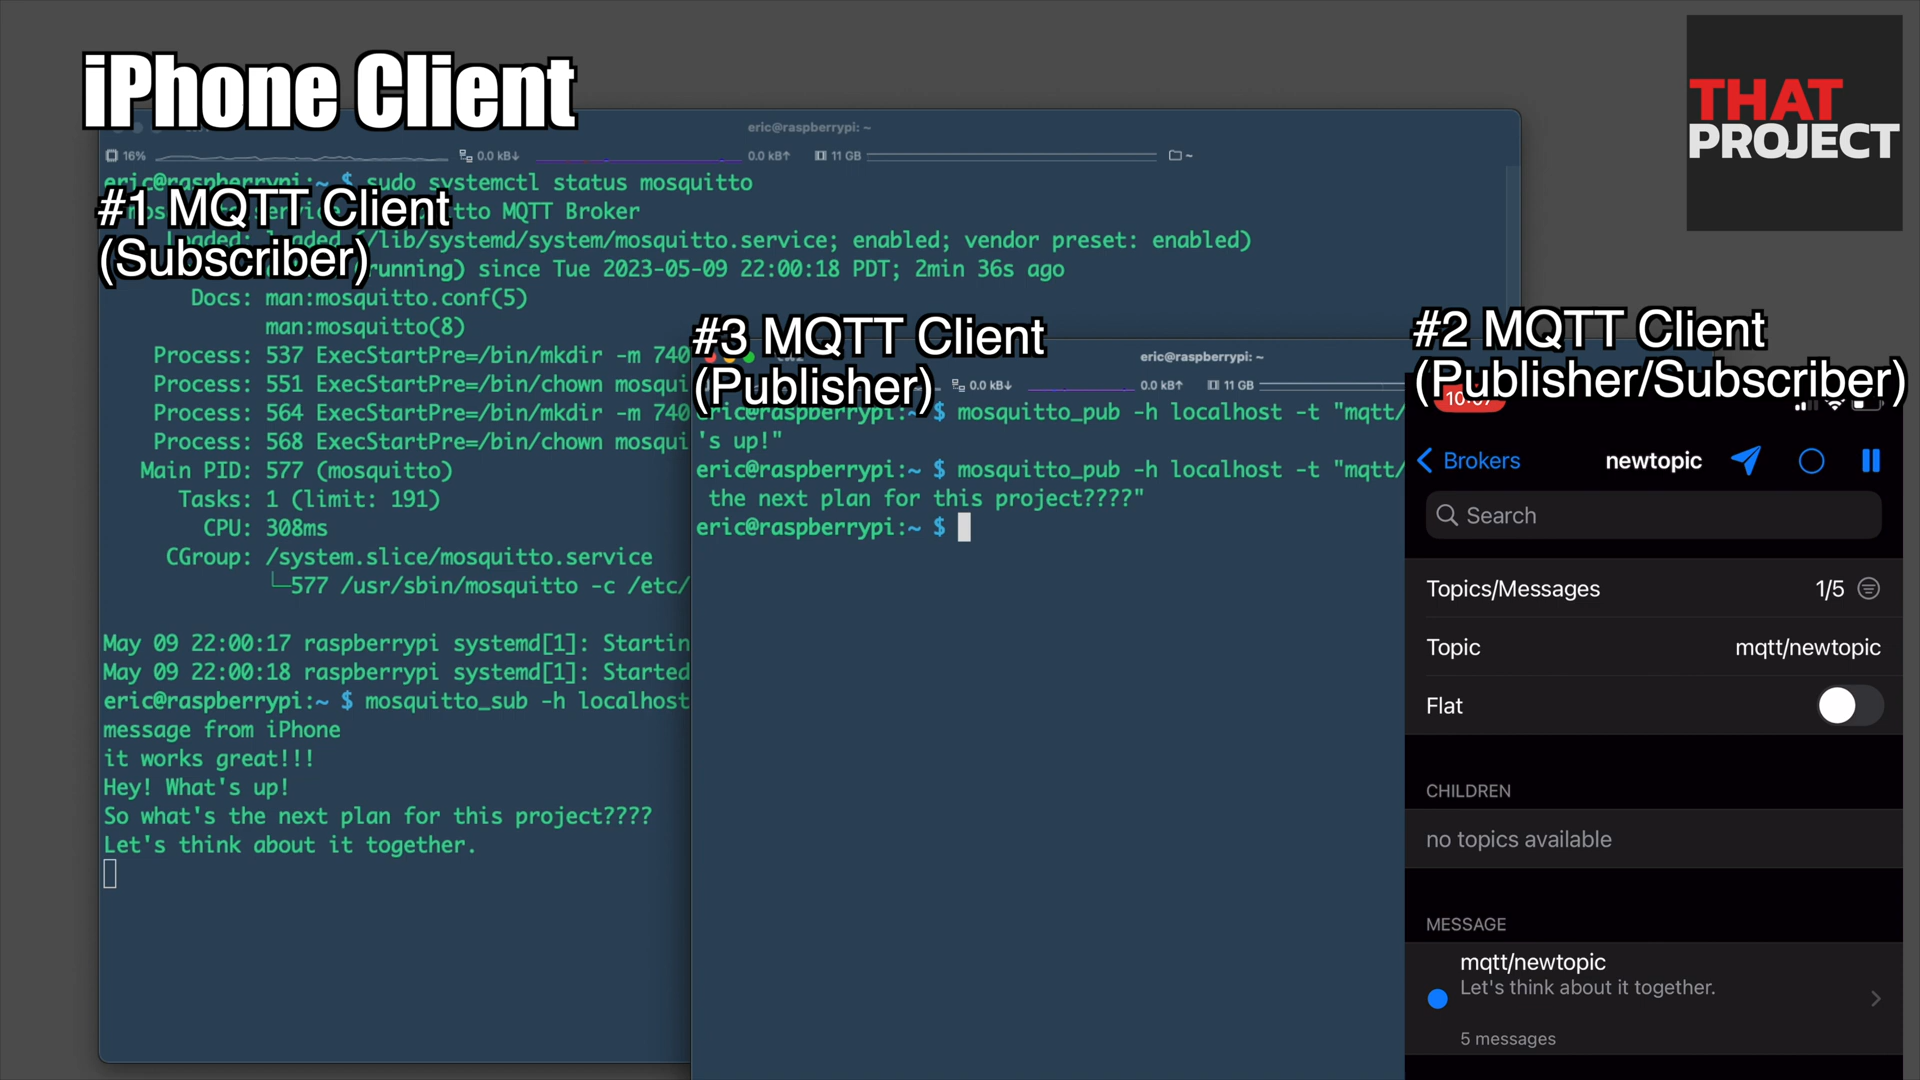 iPhone Client
THAT
PROJECT
eric@raspberrypi: ~
16%
0.0 kB↓
0.0 kB↑
11 GB
~
eric@raspberrypi:~ $ sudo systemctl status mosquitto
#1 MQTT Client
(Subscriber)
MQTT Broker
loaded (/lib/systemd/system/mosquitto.service; enabled; vendor preset: enabled)
(running) since Tue 2023-05-09 22:00:18 PDT; 2min 36s ago
Docs: man:mosquitto.conf(5)
man:mosquitto(8)
Process: 537 ExecStartPre=/bin/mkdir -m 740
Process: 551 ExecStartPre=/bin/chown mosqui
Process: 564 ExecStartPre=/bin/mkdir -m 740
Process: 568 ExecStartPre=/bin/chown mosqui
Main PID: 577 (mosquitto)
Tasks: 1 (limit: 191)
CPU: 308ms
CGroup: /system.slice/mosquitto.service
└─577 /usr/sbin/mosquitto -c /etc/
May 09 22:00:17 raspberrypi systemd[1]: Startin
May 09 22:00:18 raspberrypi systemd[1]: Started
eric@raspberrypi:~ $ mosquitto_sub -h localhost
message from iPhone
it works great!!!
Hey! What's up!
So what's the next plan for this project????
Let's think about it together.
#3 MQTT Client
(Publisher)
eric@raspberrypi: ~
0.0 kB↓
0.0 kB↑
11 GB
eric@raspberrypi:~ $ mosquitto_pub -h localhost -t "mqtt/
's up!"
eric@raspberrypi:~ $ mosquitto_pub -h localhost -t "mqtt/
the next plan for this project????"
eric@raspberrypi:~ $
#2 MQTT Client
(Publisher/Subscriber)
Brokers
newtopic
Search
Topics/Messages 1/5
Topic mqtt/newtopic
Flat
CHILDREN
no topics available
MESSAGE
mqtt/newtopic
Let's think about it together.
5 messages